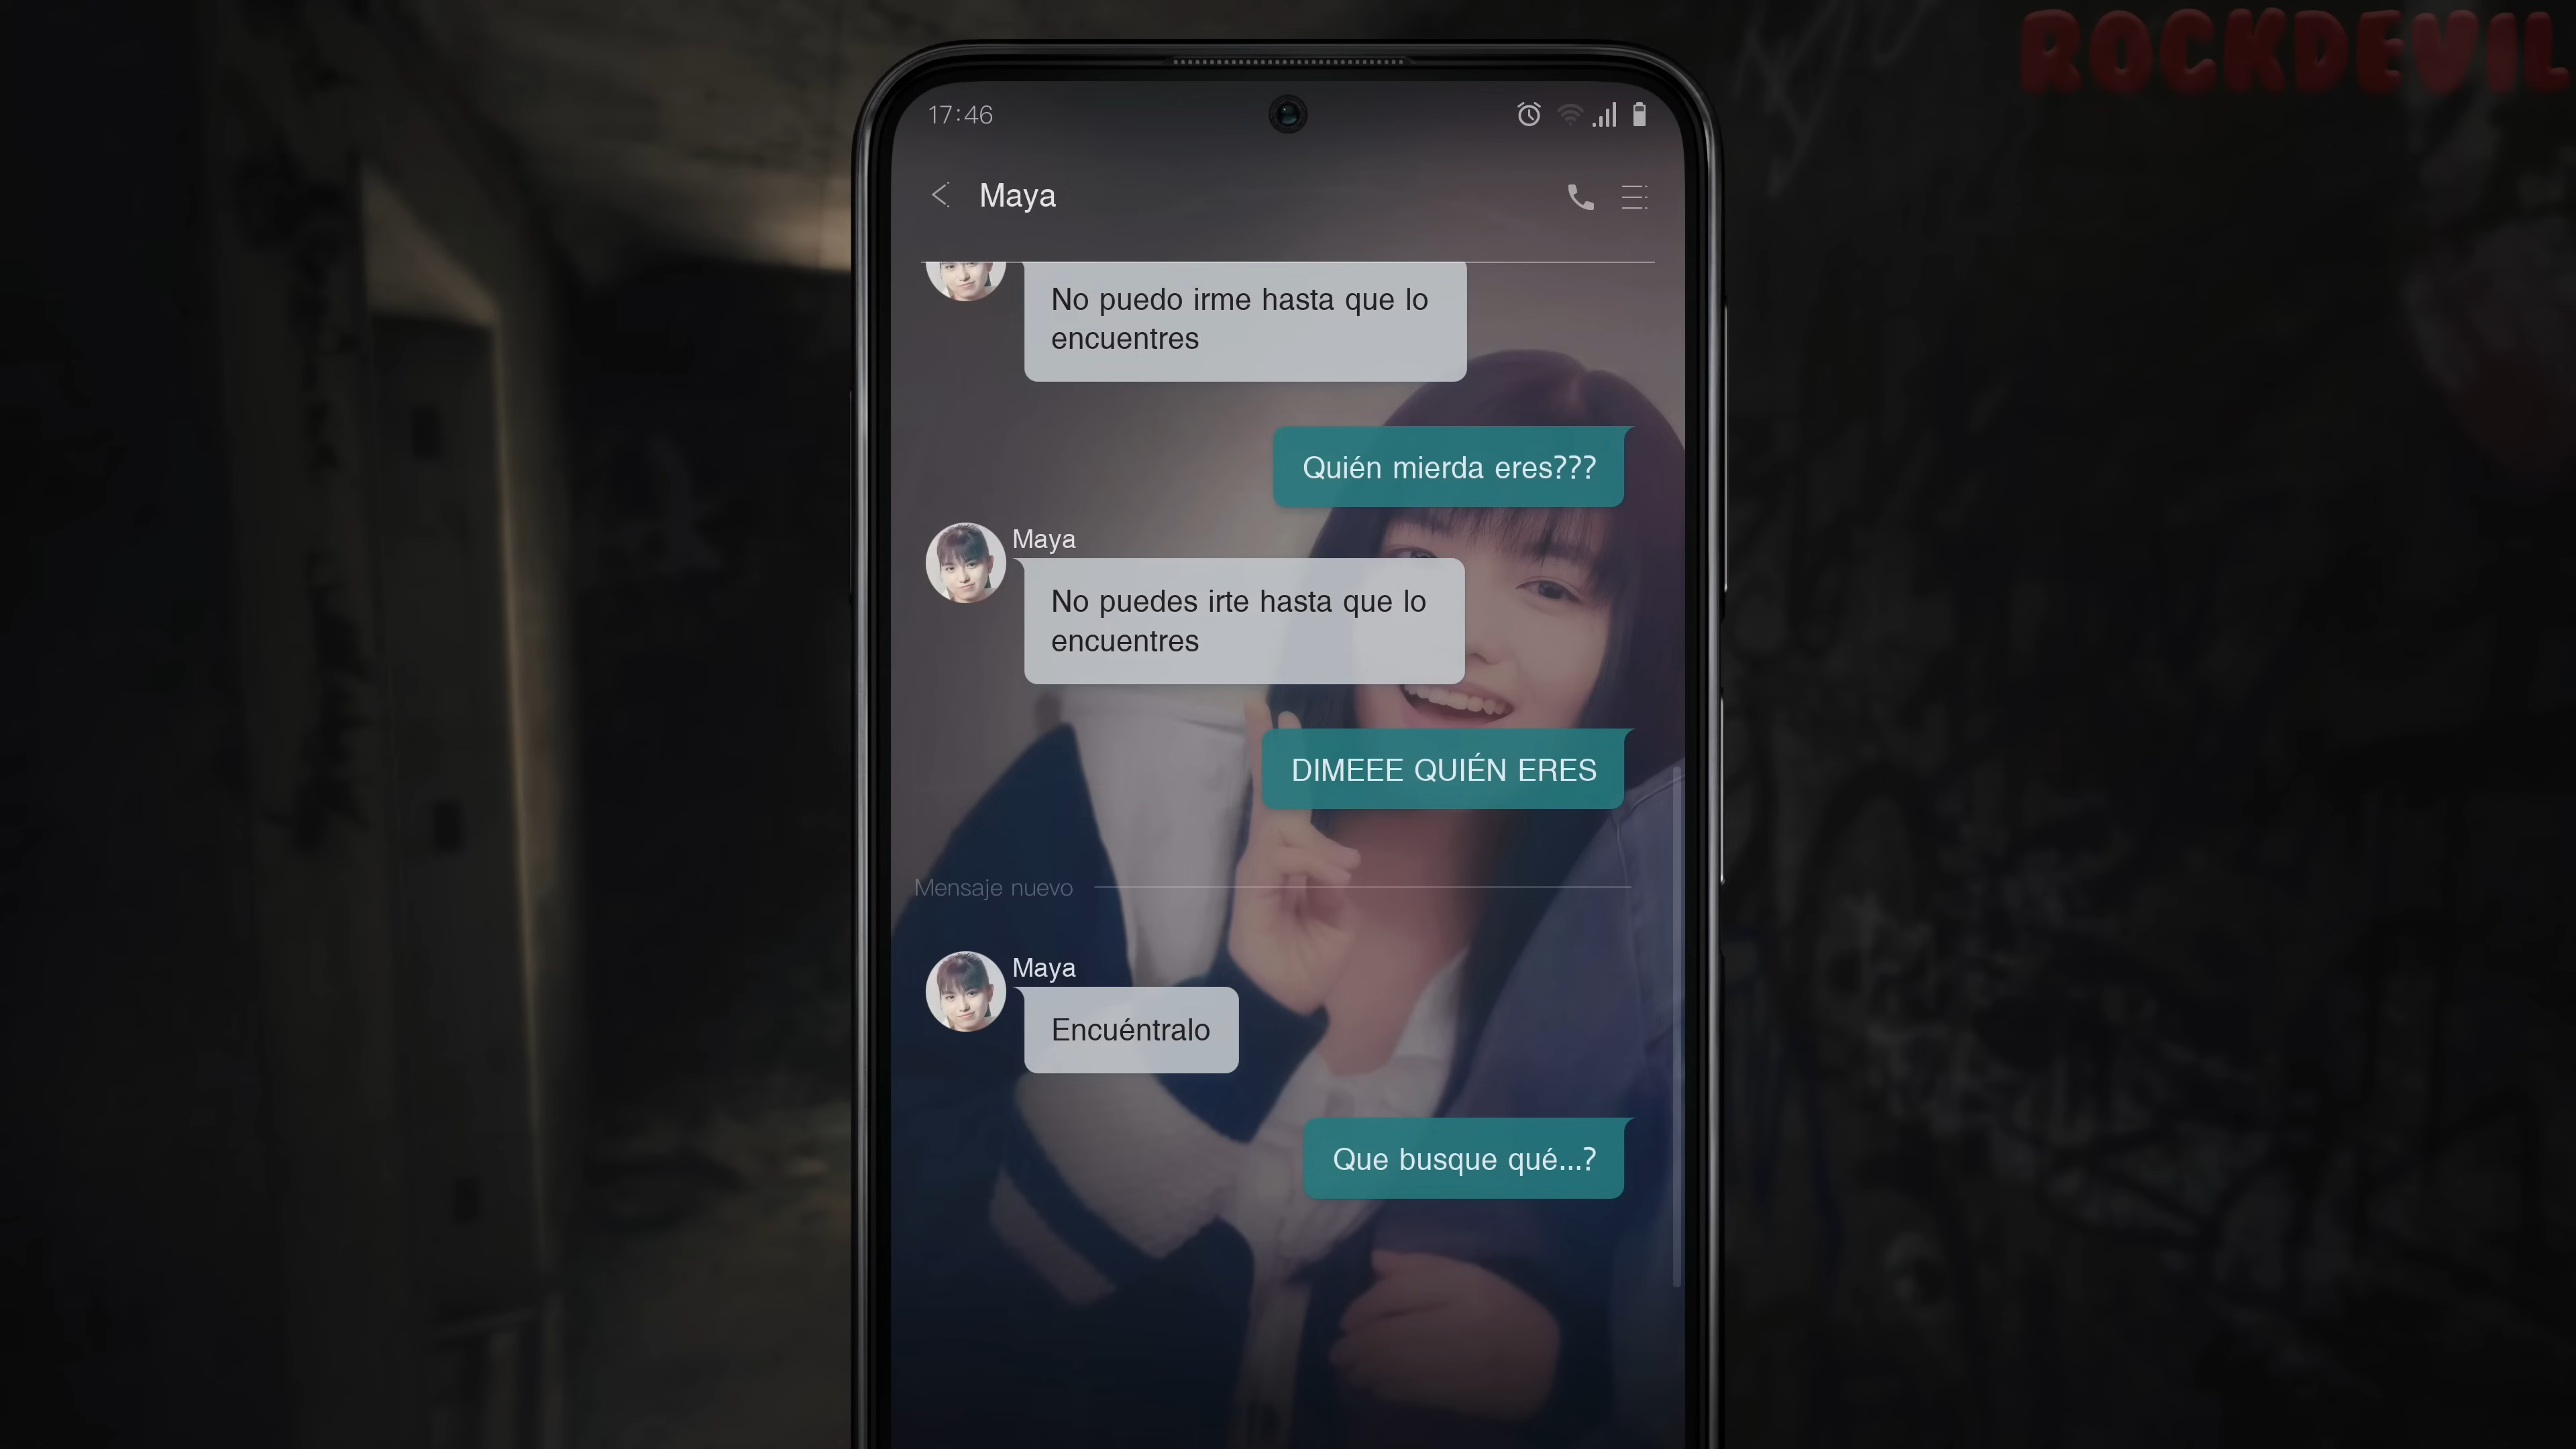 ROCKDEVIL
17:46
Maya
No puedo irme hasta que lo
encuentres
Quién mierda eres???
Maya
No puedes irte hasta que lo
encuentres
DIMEEE QUIÉN ERES
Mensaje nuevo
Maya
Encuéntralo
Que busque qué...?